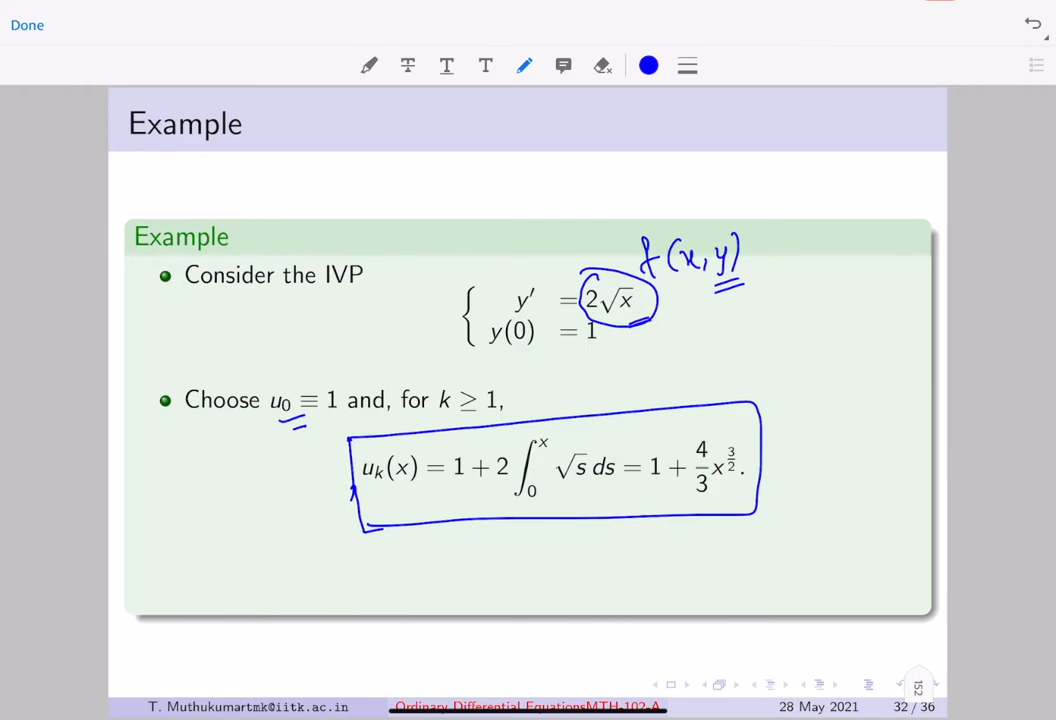 Done
Example
Example
Consider the IVP
f(x,y)
{ y′ = 2√x
y(0) = 1
Choose u₀ ≡ 1 and, for k ≥ 1,
uₖ(x) = 1 + 2 ∫₀ˣ √s ds = 1 + 4/3 x^{3/2}.
152
T. Muthukumartmk@iitk.ac.in Ordinary Differential EquationsMTH-102-A 28 May 2021 32 / 36